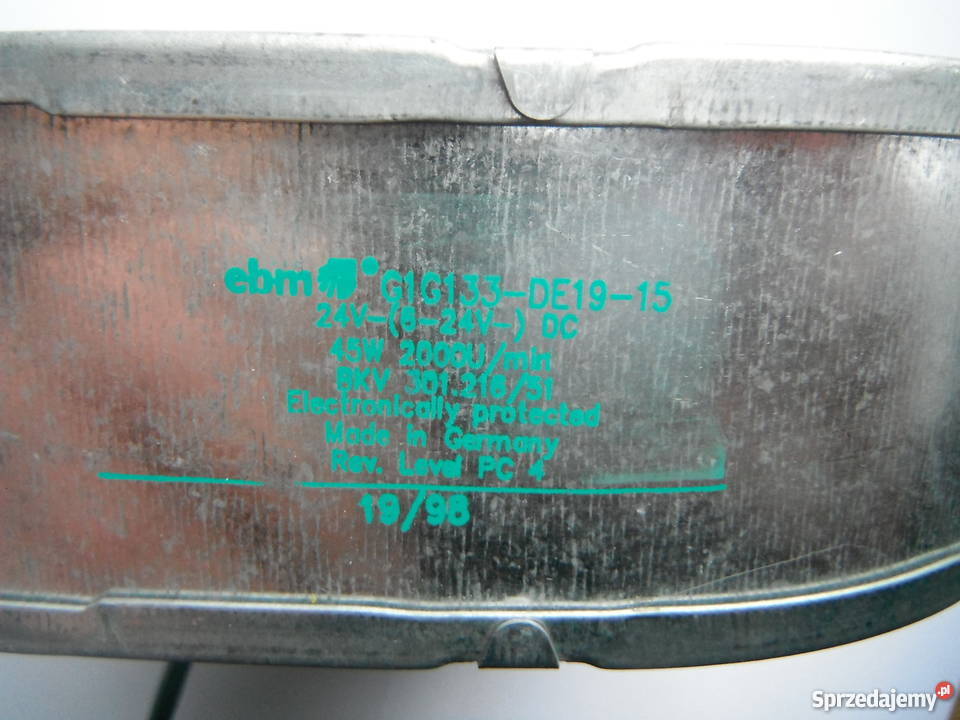 ebm G1G133-DE19-15
24V-(8-24V-) DC
45W 2000U/min
BKV 301.216/51
Electronically protected
Made in Germany
Rev. Level PC 4
19/98
Sprzedajemy.pl